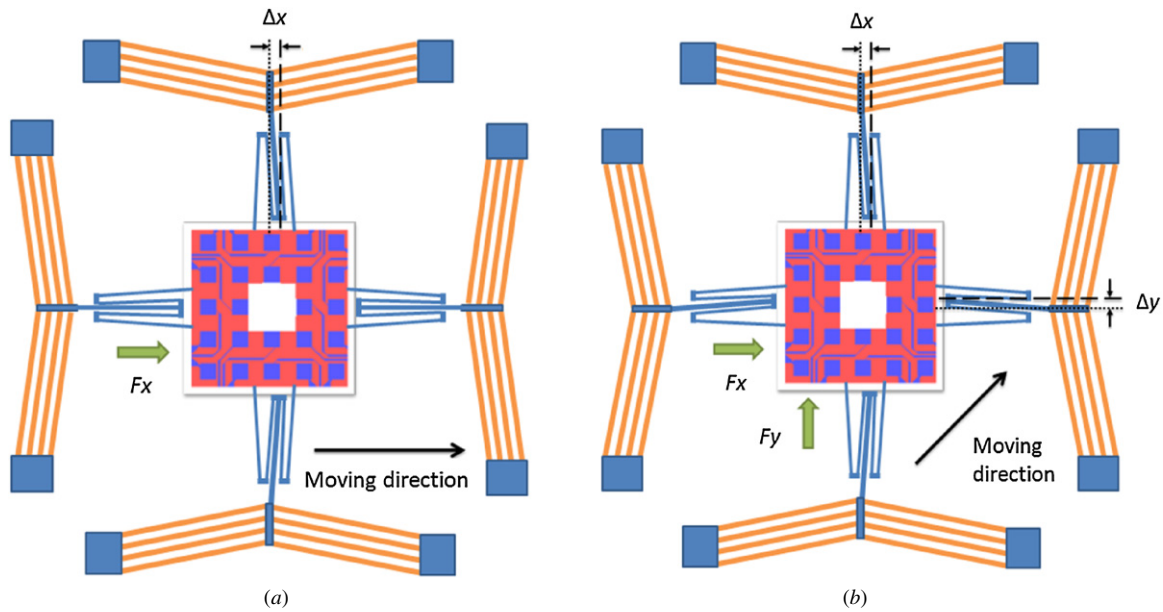 Δx
Fx
Moving direction
(a)
Δx
Δy
Fx
Fy
Moving
direction
(b)